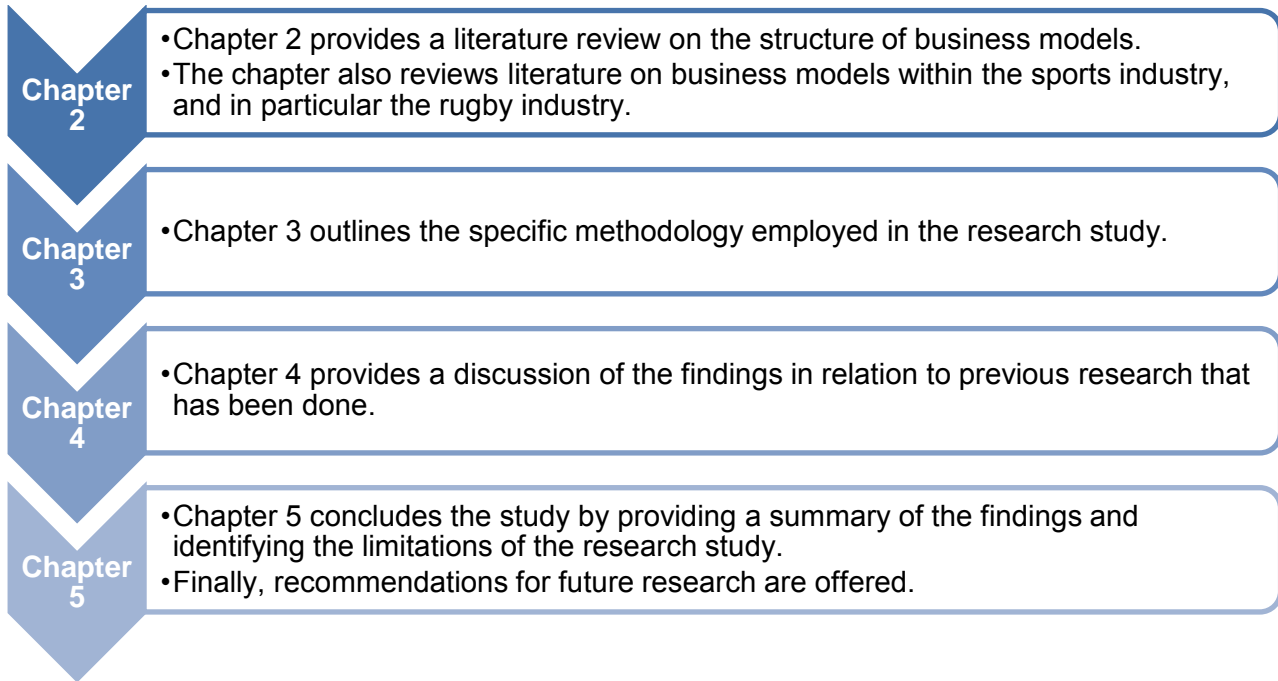 Chapter
2
•Chapter 2 provides a literature review on the structure of business models.
•The chapter also reviews literature on business models within the sports industry,
and in particular the rugby industry.
Chapter
3
•Chapter 3 outlines the specific methodology employed in the research study.
Chapter
4
•Chapter 4 provides a discussion of the findings in relation to previous research that
has been done.
Chapter
5
•Chapter 5 concludes the study by providing a summary of the findings and
identifying the limitations of the research study.
•Finally, recommendations for future research are offered.